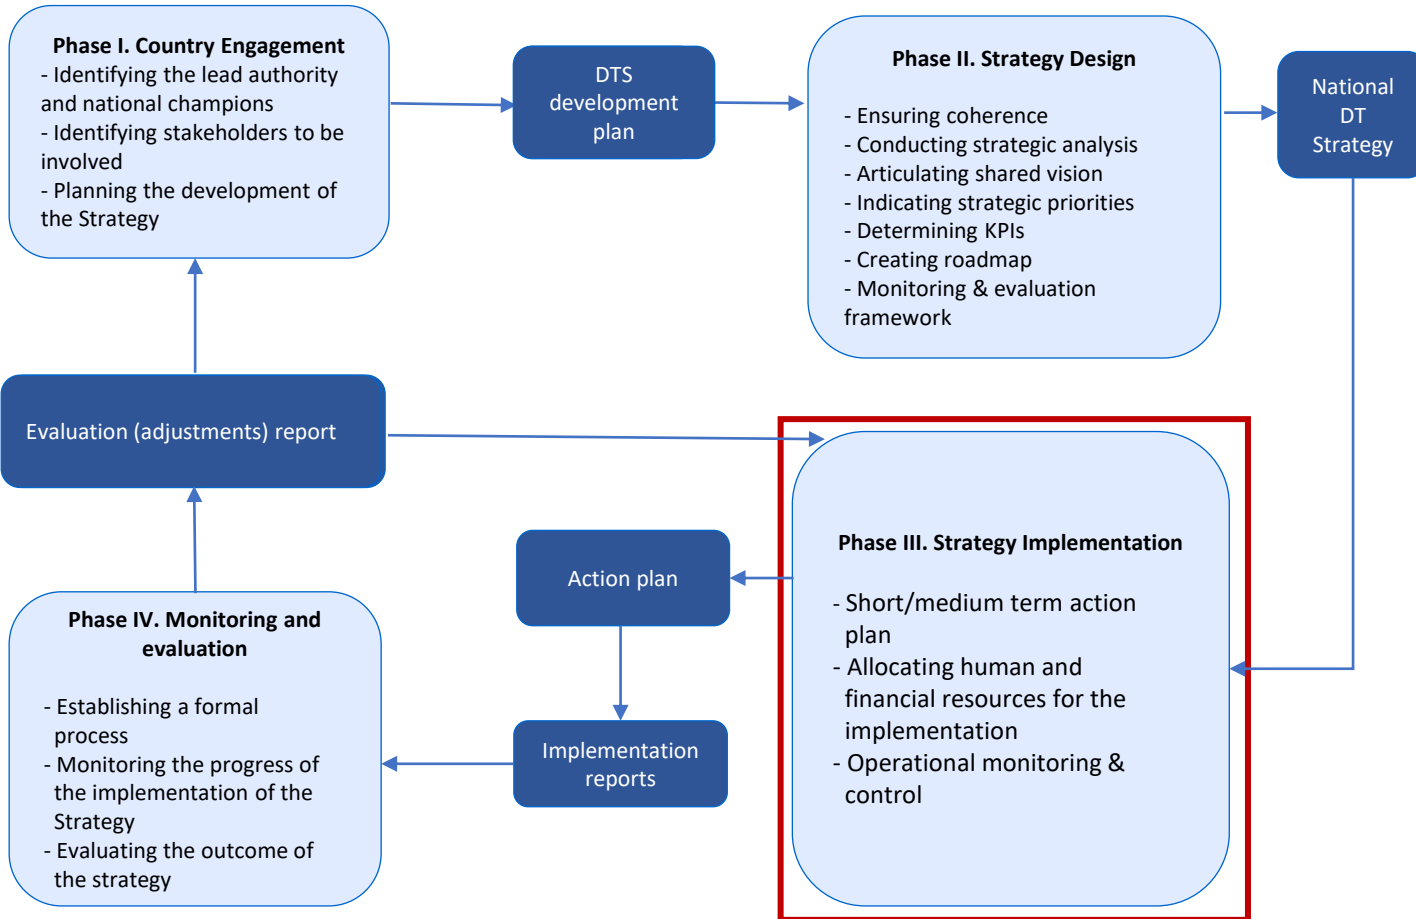 Phase I. Country Engagement
- Identifying the lead authority
and national champions
- Identifying stakeholders to be
involved
- Planning the development of
the Strategy
DTS
development
plan
Phase II. Strategy Design
- Ensuring coherence
- Conducting strategic analysis
- Articulating shared vision
- Indicating strategic priorities
- Determining KPIs
- Creating roadmap
- Monitoring & evaluation
framework
National
DT
Strategy
Evaluation (adjustments) report
Phase III. Strategy Implementation
- Short/medium term action
plan
- Allocating human and
financial resources for the
implementation
- Operational monitoring &
control
Action plan
Implementation
reports
Phase IV. Monitoring and
evaluation
- Establishing a formal
process
- Monitoring the progress of
the implementation of the
Strategy
- Evaluating the outcome of
the strategy